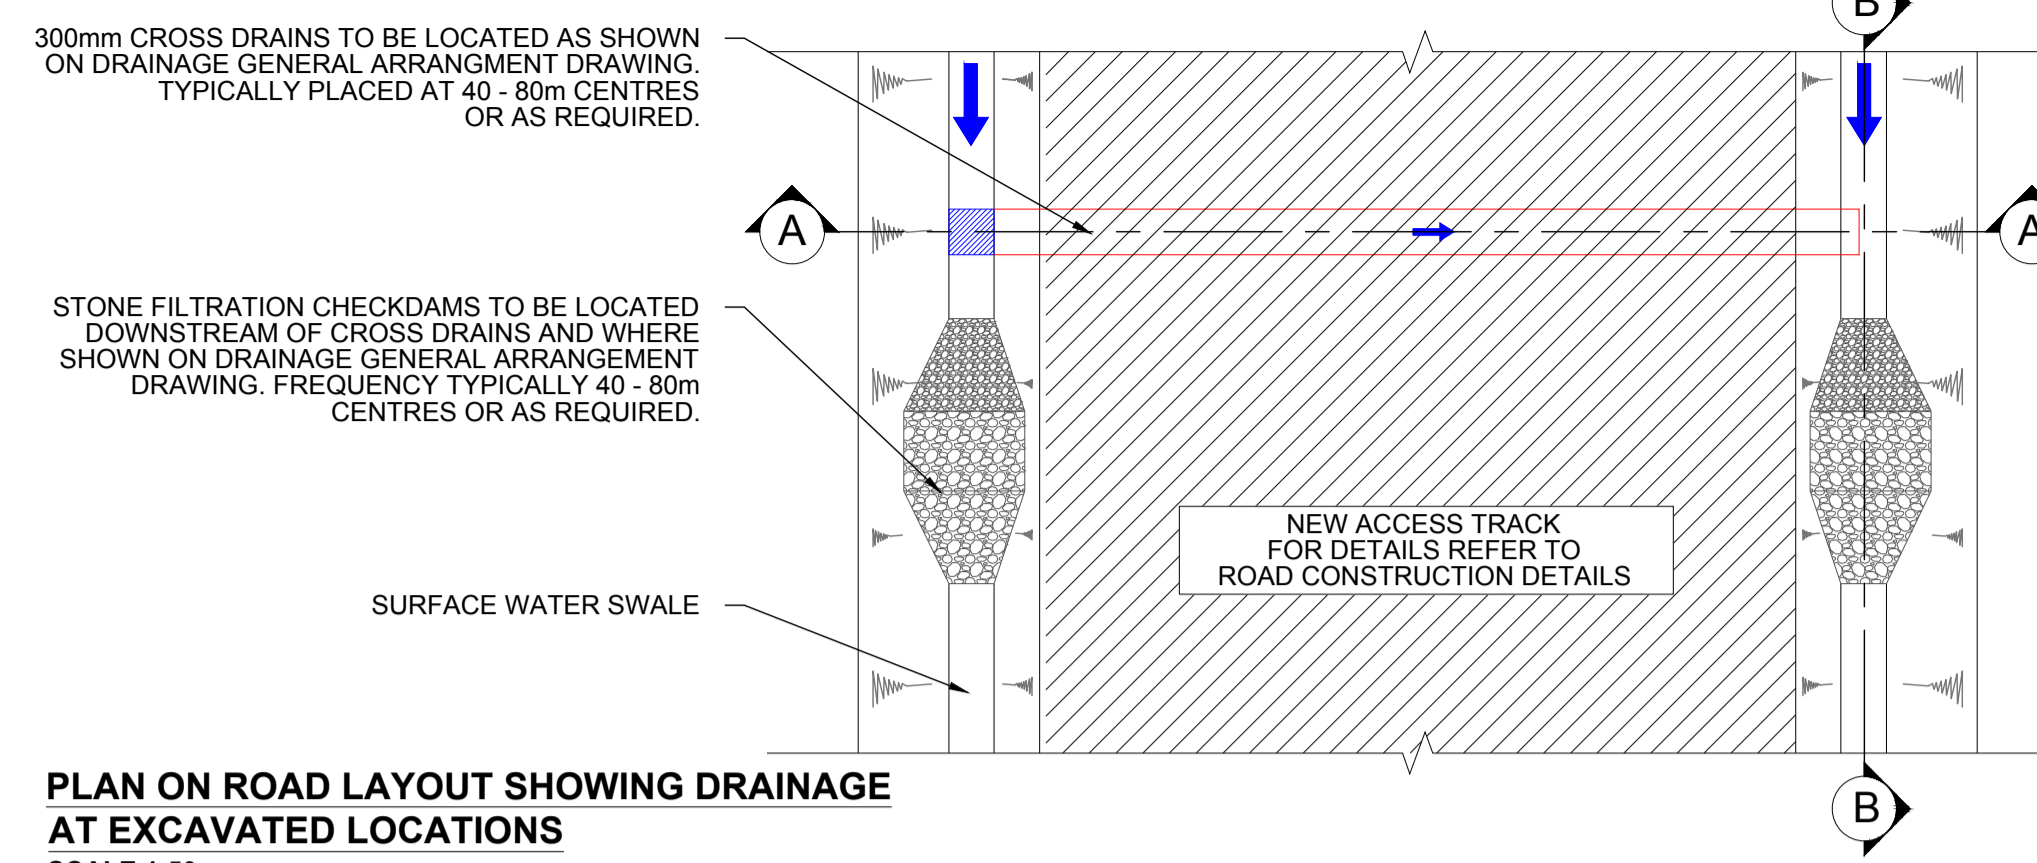 300mm CROSS DRAINS TO BE LOCATED AS SHOWN
ON DRAINAGE GENERAL ARRANGMENT DRAWING.
TYPICALLY PLACED AT 40 - 80m CENTRES
OR AS REQUIRED.
B
A
A
STONE FILTRATION CHECKDAMS TO BE LOCATED
DOWNSTREAM OF CROSS DRAINS AND WHERE
SHOWN ON DRAINAGE GENERAL ARRANGEMENT
DRAWING. FREQUENCY TYPICALLY 40 - 80m
CENTRES OR AS REQUIRED.
NEW ACCESS TRACK
FOR DETAILS REFER TO
ROAD CONSTRUCTION DETAILS
SURFACE WATER SWALE
B
PLAN ON ROAD LAYOUT SHOWING DRAINAGE
AT EXCAVATED LOCATIONS